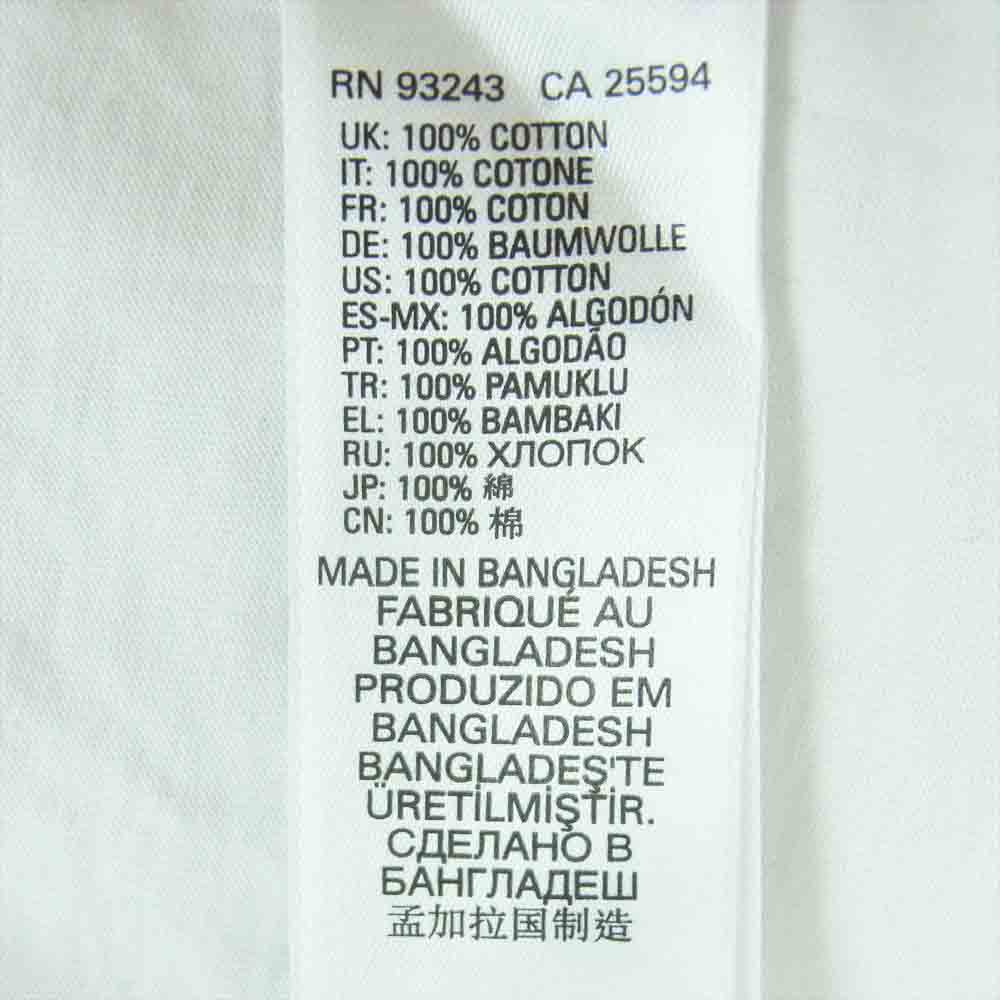 RN 93243 CA 25594
UK: 100% COTTON
IT: 100% COTONE
FR: 100% COTON
DE: 100% BAUMWOLLE
US: 100% COTTON
ES-MX: 100% ALGODÓN
PT: 100% ALGODÃO
TR: 100% PAMUKLU
EL: 100% BAMBAKI
RU: 100% ХЛОПОК
JP: 100% 綿
CN: 100% 棉
MADE IN BANGLADESH
FABRIQUÉ AU
BANGLADESH
PRODUZIDO EM
BANGLADESH
BANGLADEŞ'TE
ÜRETİLMİŞTİR.
СДЕЛАНО В
БАНГЛАДЕШ
孟加拉国制造